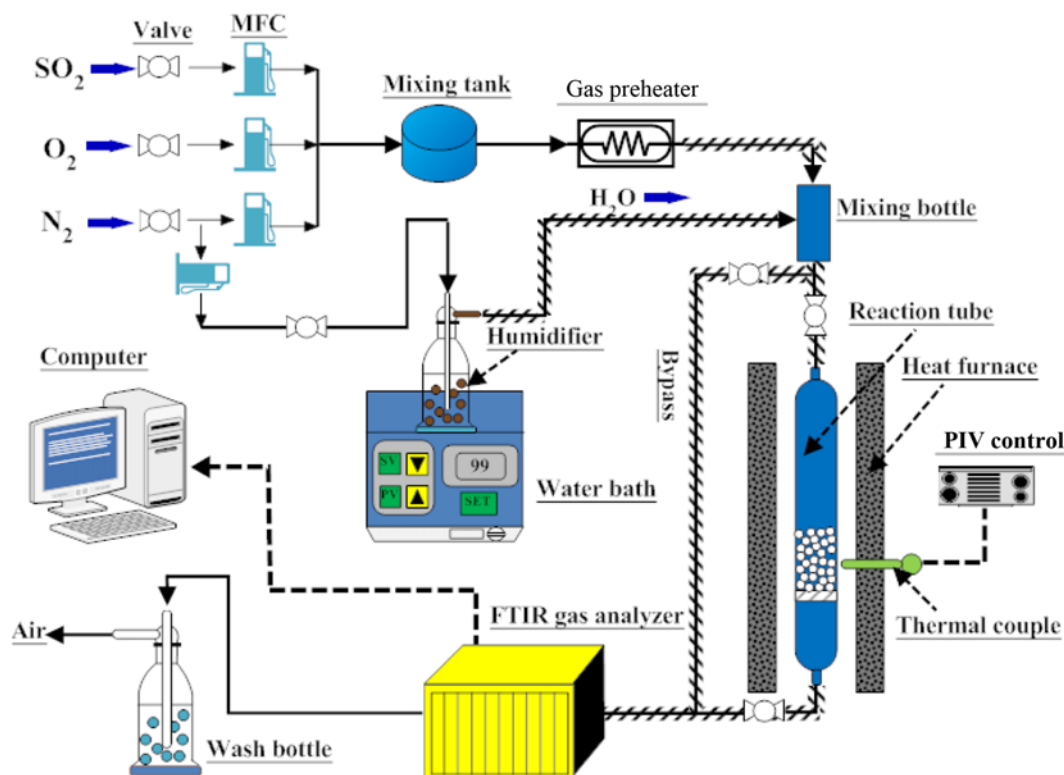 Valve
MFC
SO2
O2
N2
Mixing tank
Gas preheater
H2O
Mixing bottle
Humidifier
Bypass
Reaction tube
Heat furnace
PIV control
Computer
SV
PV
99
SET
Water bath
Thermal couple
FTIR gas analyzer
Air
Wash bottle